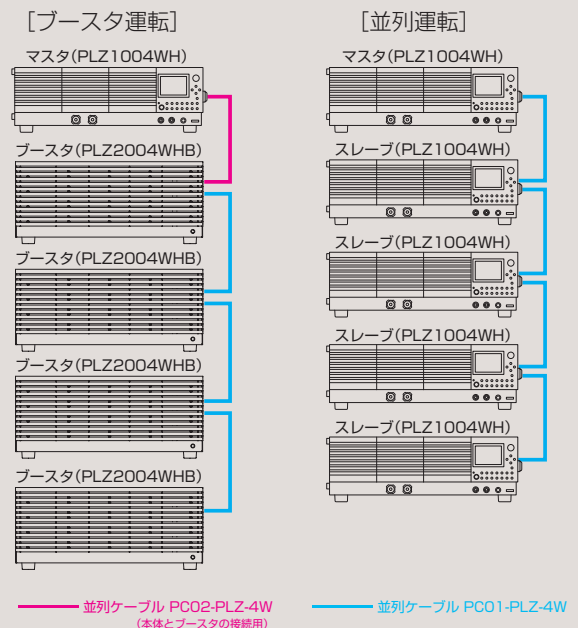 [ブースタ運転]
マスタ(PLZ1004WH)
ブースタ(PLZ2004WHB)
ブースタ(PLZ2004WHB)
ブースタ(PLZ2004WHB)
ブースタ(PLZ2004WHB)
[並列運転]
マスタ(PLZ1004WH)
スレーブ(PLZ1004WH)
スレーブ(PLZ1004WH)
スレーブ(PLZ1004WH)
スレーブ(PLZ1004WH)
並列ケーブル PC02-PLZ-4W
(本体とブースタの接続用)
並列ケーブル PC01-PLZ-4W